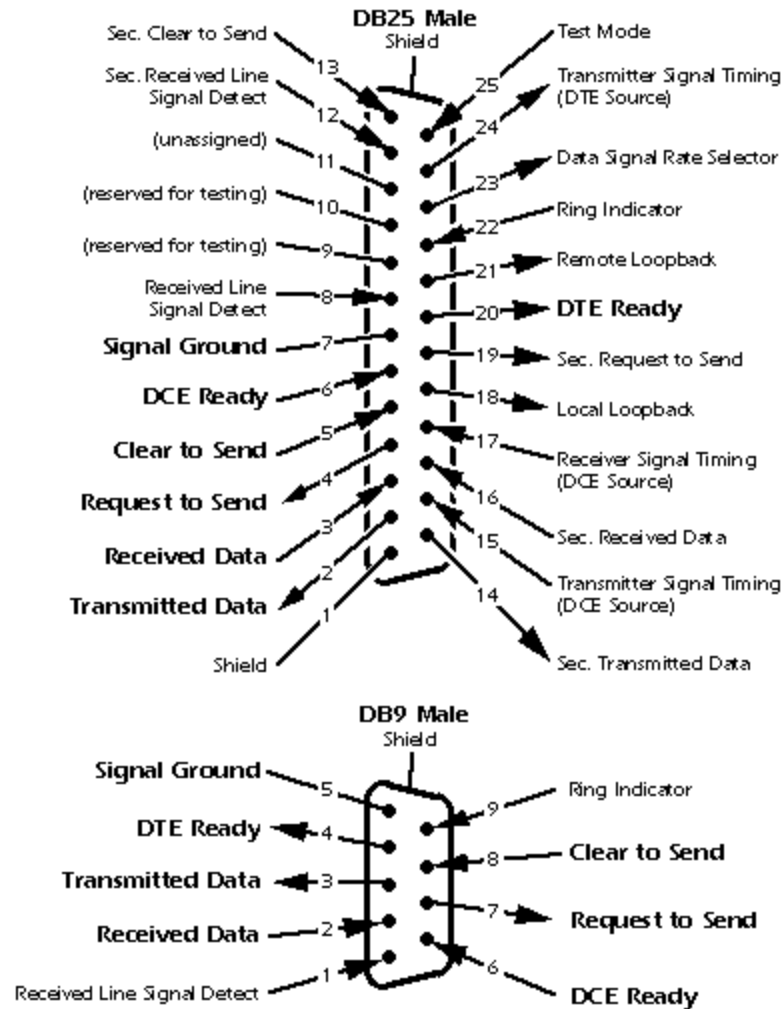 DB25 Male
Shield
Sec. Clear to Send
13
Sec. Received Line
Signal Detect
12
(unassigned)
11
(reserved for testing)
10
(reserved for testing)
9
Received Line
Signal Detect
8
Signal Ground
7
DCE Ready
6
Clear to Send
5
Request to Send
4
Received Data
3
Transmitted Data
2
Shield
1
Test Mode
25
Transmitter Signal Timing
(DTE Source)
24
Data Signal Rate Selector
23
Ring Indicator
22
Remote Loopback
21
DTE Ready
20
Sec. Request to Send
19
Local Loopback
18
Receiver Signal Timing
(DCE Source)
17
Sec. Received Data
16
Transmitter Signal Timing
(DCE Source)
15
Sec. Transmitted Data
14
DB9 Male
Shield
Signal Ground
5
DTE Ready
4
Transmitted Data
3
Received Data
2
Received Line Signal Detect
1
Ring Indicator
9
Clear to Send
8
Request to Send
7
DCE Ready
6